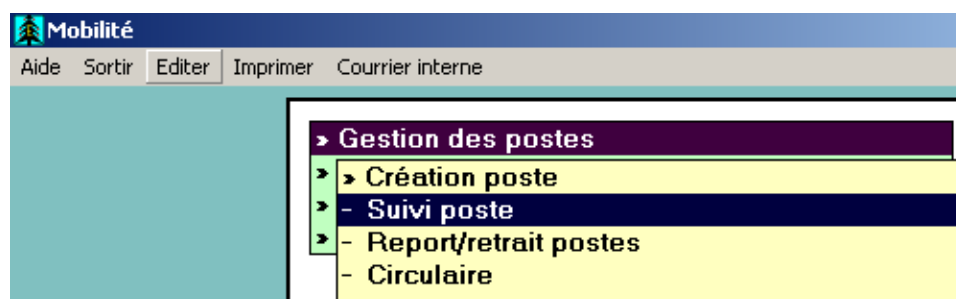 Mobilité
Aide Sortir Editer Imprimer Courrier interne
» Gestion des postes
» Création poste
- Suivi poste
- Report/retrait postes
- Circulaire